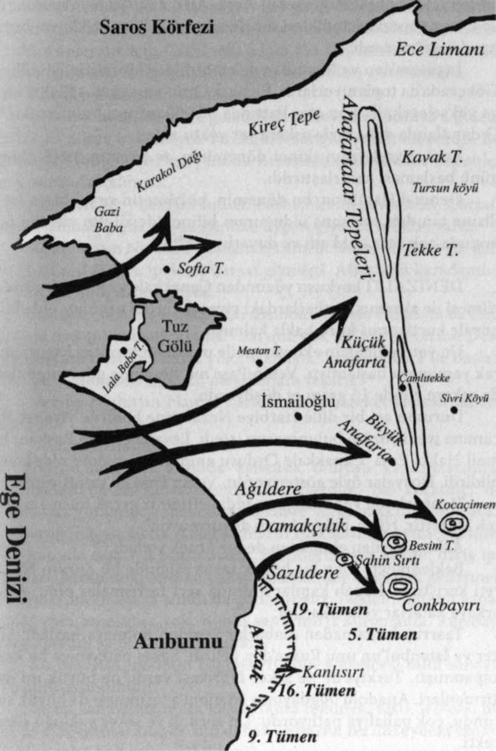 Saros Körfezi
Ece Limanı
Kireç Tepe
Karakol Dağı
Anafartalar Tepeleri
Kavak T.
Tursun köyü
Gazi
Baba
Tekke T.
Softa T.
Tuz
Gölü
Lala Baba T.
Mestan T.
Küçük
Anafarta
Çamlıtekke
Sivri Köyü
İsmailoğlu
Büyük
Anafarta
Ege Denizi
Ağıldere
Kocaçimen
Damakçılık
Besim T.
Şahin Sırtı
Sazlıdere
Conkbayırı
19. Tümen
5. Tümen
Arıburnu
Anzak
Kanlısırt
16. Tümen
9. Tümen